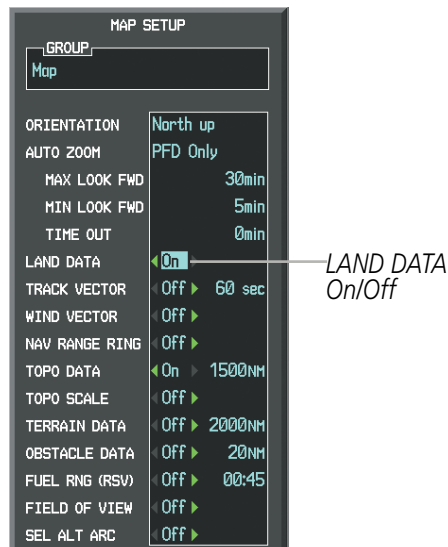 MAP SETUP
GROUP
Map
ORIENTATION North up
AUTO ZOOM PFD Only
MAX LOOK FWD 30min
MIN LOOK FWD 5min
TIME OUT 0min
LAND DATA On
LAND DATA
On/Off
TRACK VECTOR Off 60 sec
WIND VECTOR Off
NAV RANGE RING Off
TOPO DATA On 1500NM
TOPO SCALE Off
TERRAIN DATA Off 2000NM
OBSTACLE DATA Off 20NM
FUEL RNG (RSV) Off 00:45
FIELD OF VIEW Off
SEL ALT ARC Off